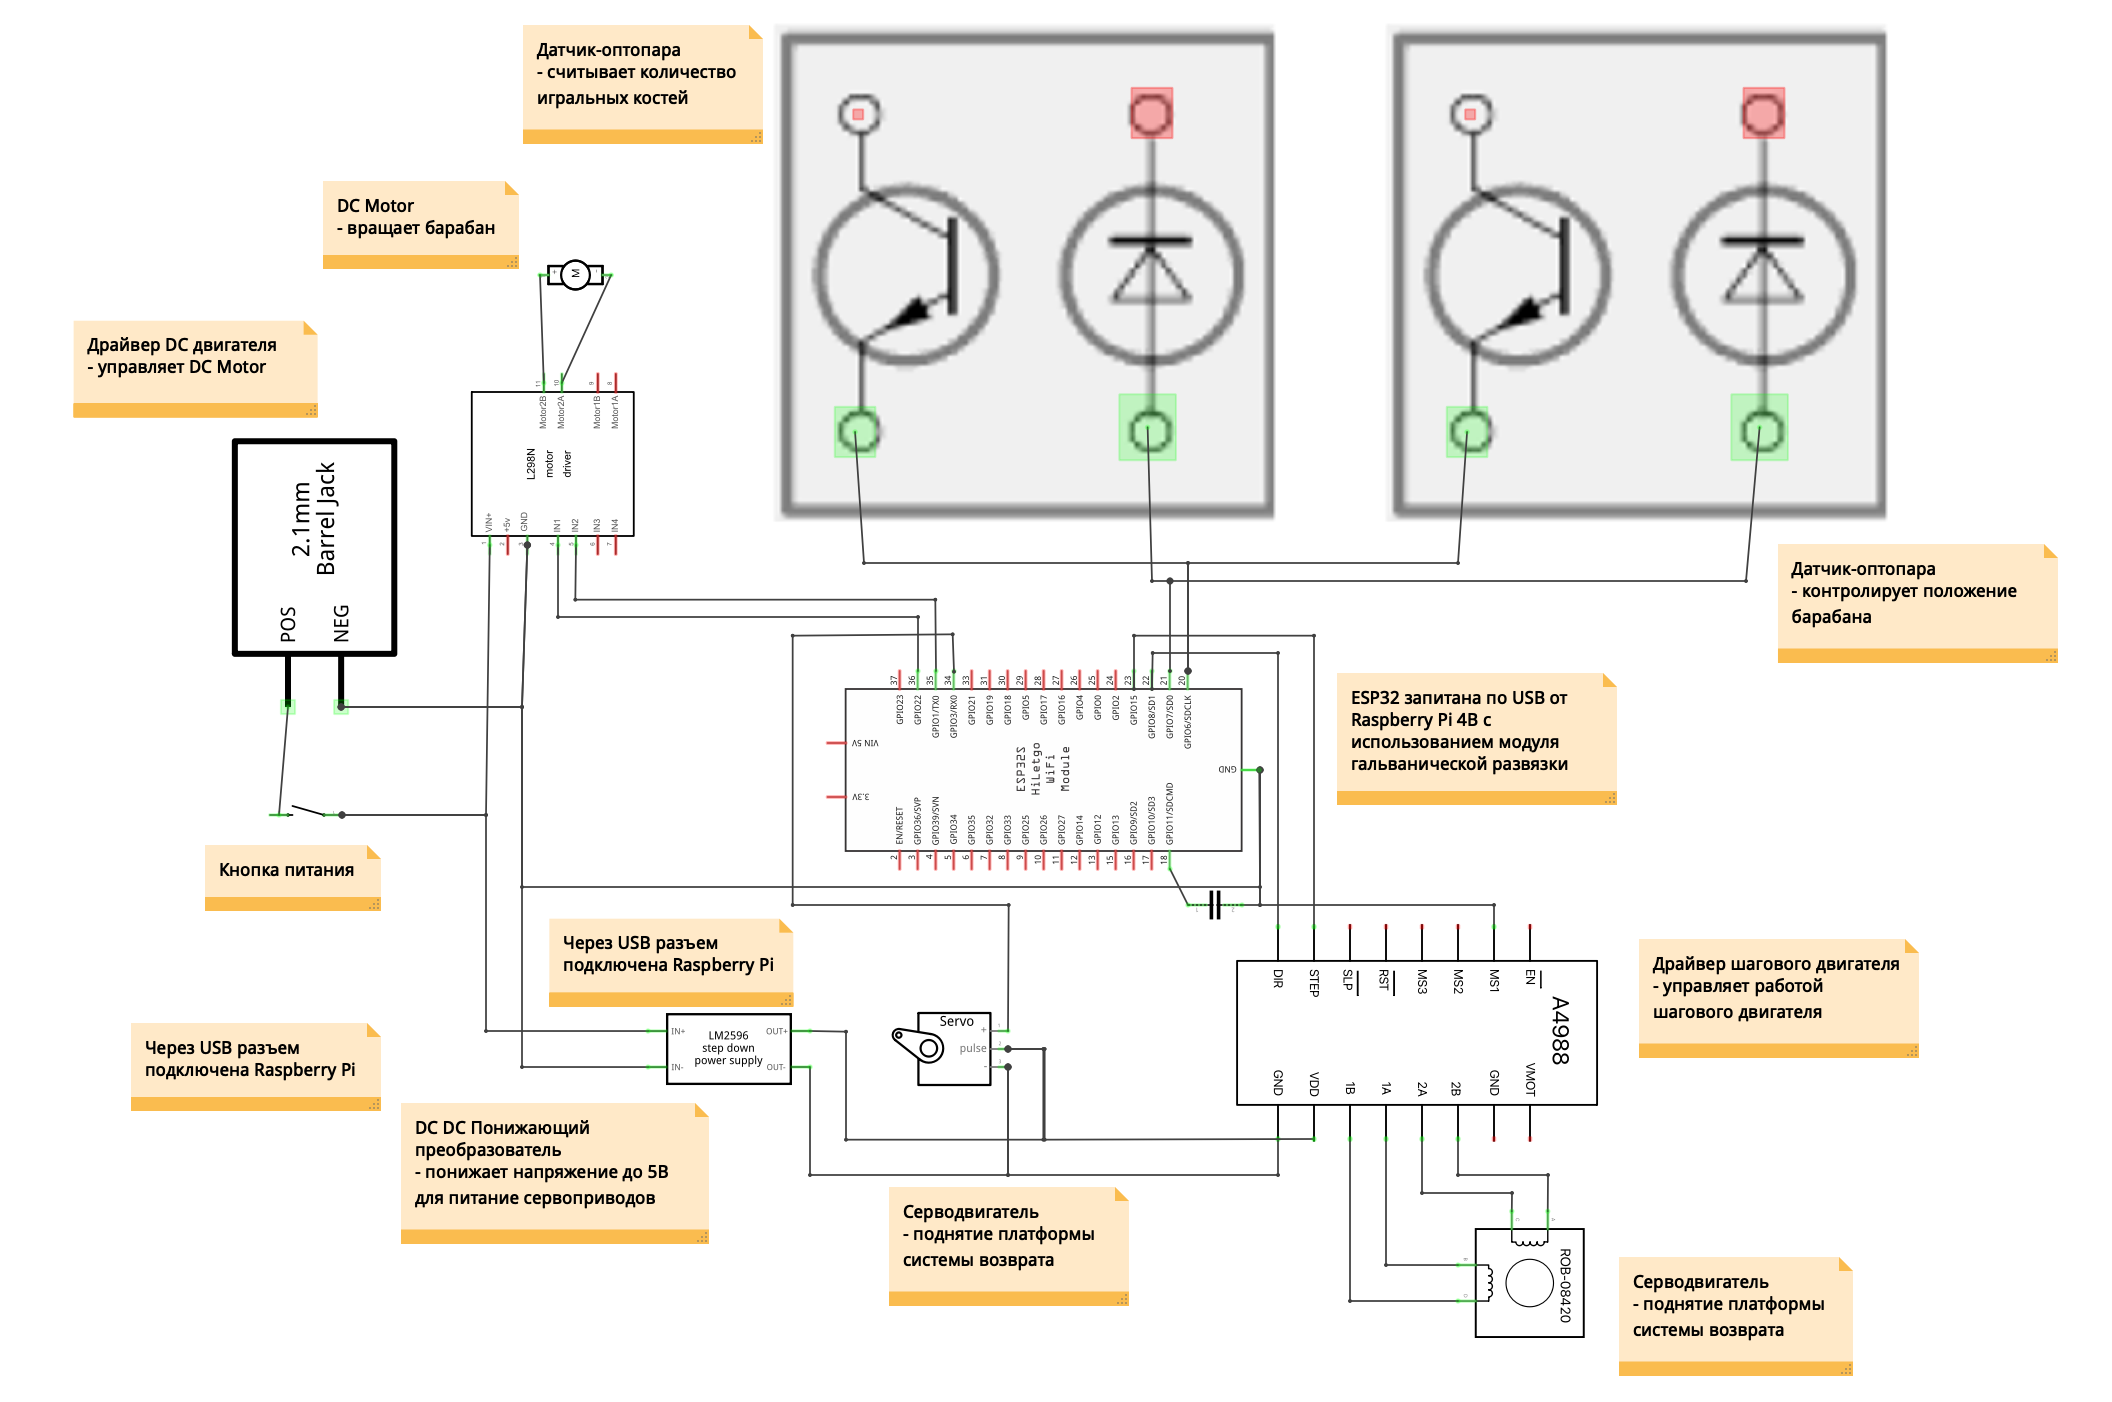 Датчик-оптопара
- считывает количество
игральных костей
DC Motor
- вращает барабан
M
Драйвер DC двигателя
- управляет DC Motor
11
10
9
8
Motor2B
Motor2A
Motor1B
Motor1A
L298N
motor
driver
VIN+
+5v
GND
IN1
IN2
IN3
IN4
1
2
3
4
5
6
7
2.1mm
Barrel Jack
POS
NEG
Датчик-оптопара
- контролирует положение
барабана
37
36
35
34
33
31
30
29
28
27
26
25
24
23
22
21
20
GPIO23
GPIO22
GPIO1/TX0
GPIO3/RX0
GPIO21
GPIO19
GPIO18
GPIO5
GPIO17
GPIO16
GPIO4
GPIO0
GPIO2
GPIO15
GPIO8/SD1
GPIO7/SD0
GPIO6/SDCLK
VIN 5V
3.3V
GND
ESP32S
HiLetgo
WiFi
Module
EN/RESET
GPIO36/SVP
GPIO39/SVN
GPIO34
GPIO35
GPIO32
GPIO33
GPIO25
GPIO26
GPIO27
GPIO14
GPIO12
GPIO13
GPIO9/SD2
GPIO10/SD3
GPIO11/SDCMD
2
3
4
5
6
7
8
9
10
11
12
13
15
16
17
18
ESP32 запитана по USB от
Raspberry Pi 4B с
использованием модуля
гальванической развязки
Кнопка питания
Через USB разъем
подключена Raspberry Pi
Через USB разъем
подключена Raspberry Pi
LM2596
step down
power supply
IN+
IN-
OUT+
OUT-
Servo
+
pulse
-
DIR
STEP
SLP
RST
MS3
MS2
MS1
EN
A4988
GND
VDD
1B
1A
2A
2B
GND
VMOT
Драйвер шагового двигателя
- управляет работой
шагового двигателя
DC DC Понижающий
преобразователь
- понижает напряжение до 5В
для питание сервоприводов
Серводвигатель
- поднятие платформы
системы возврата
ROB-08420
Серводвигатель
- поднятие платформы
системы возврата